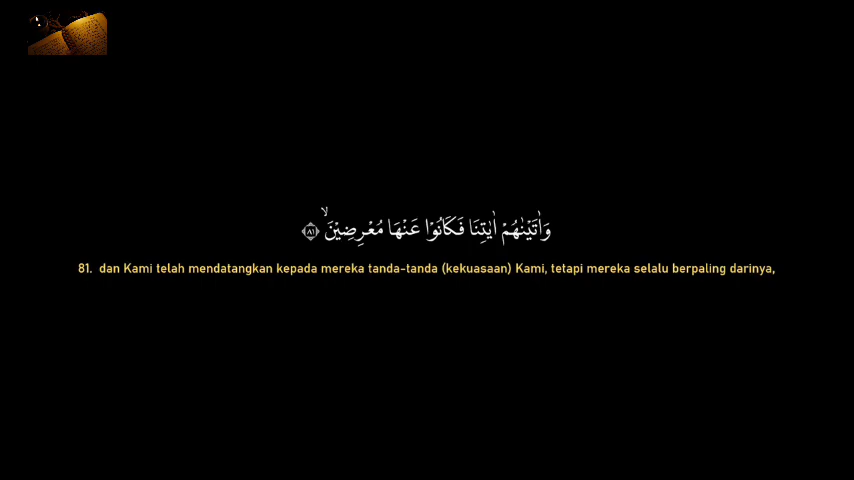 وَاٰتَيْنٰهُمْ اٰيٰتِنَا فَكَانُوْا عَنْهَا مُعْرِضِيْنَۙ ۝٨١
81. dan Kami telah mendatangkan kepada mereka tanda-tanda (kekuasaan) Kami, tetapi mereka selalu berpaling darinya,